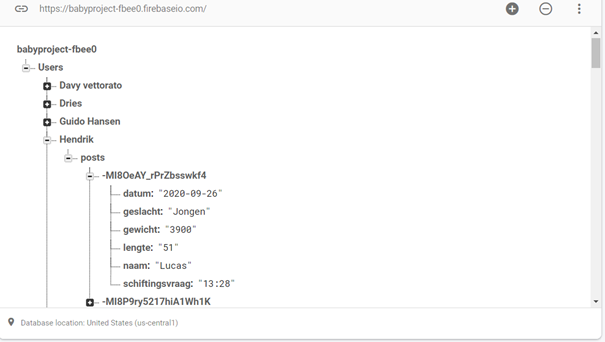 https://babyproject-fbee0.firebaseio.com/
babyproject-fbee0
Users
Davy vettorato
Dries
Guido Hansen
Hendrik
posts
-MI8OeAY_rPrZbsswkf4
datum: "2020-09-26"
geslacht: "Jongen"
gewicht: "3900"
lengte: "51"
naam: "Lucas"
schiftingsvraag: "13:28"
-MI8P9ry5217hiA1Wh1K
Database location: United States (us-central1)